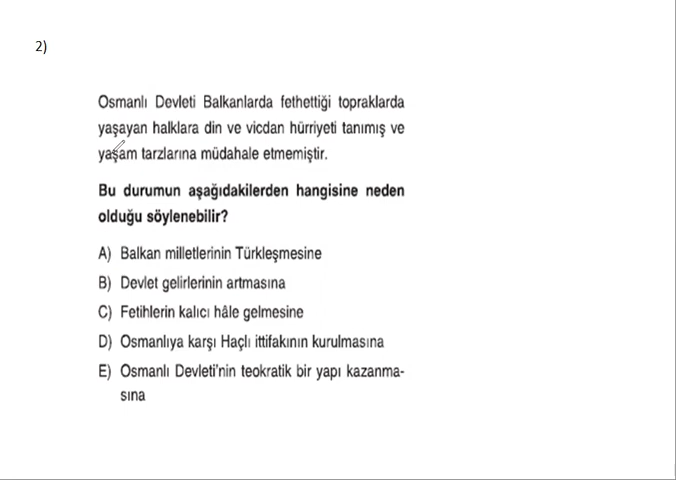 2)
Osmanlı Devleti Balkanlarda fethettiği topraklarda
yaşayan halklara din ve vicdan hürriyeti tanımış ve
yaşam tarzlarına müdahale etmemiştir.
Bu durumun aşağıdakilerden hangisine neden
olduğu söylenebilir?
A) Balkan milletlerinin Türkleşmesine
B) Devlet gelirlerinin artmasına
C) Fetihlerin kalıcı hâle gelmesine
D) Osmanlıya karşı Haçlı ittifakının kurulmasına
E) Osmanlı Devleti'nin teokratik bir yapı kazanma-
sına